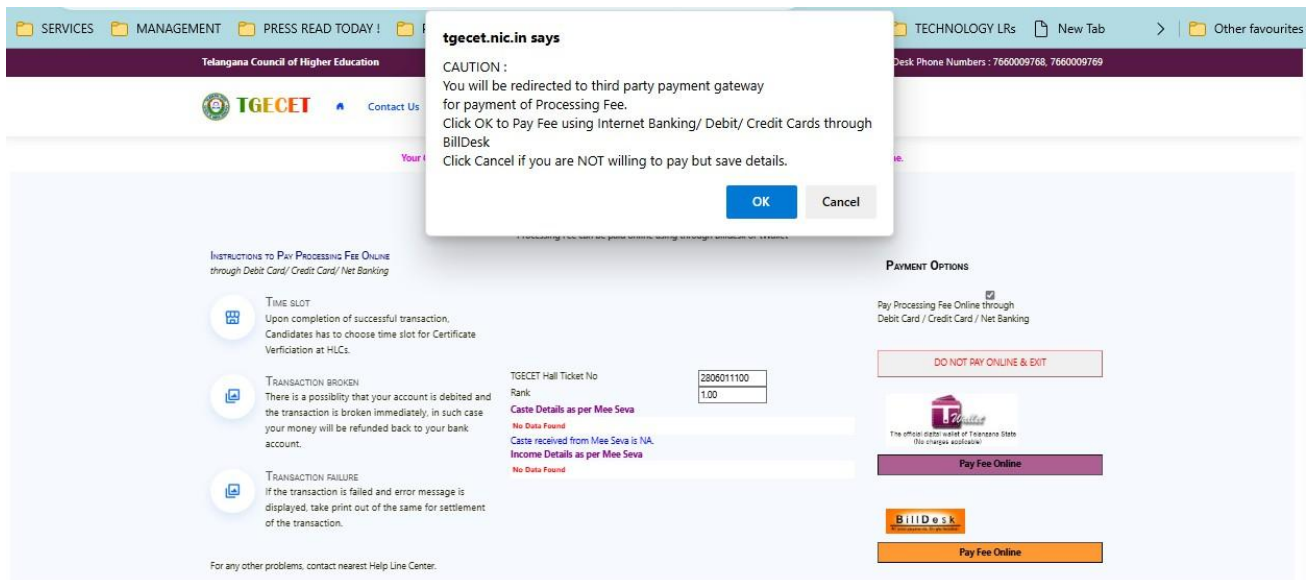 SERVICES MANAGEMENT PRESS READ TODAY ! TECHNOLOGY LRs New Tab > Other favourites
Telangana Council of Higher Education Desk Phone Numbers : 7660009768, 7660009769
TGECET Contact Us
Your
tgecet.nic.in says
CAUTION :
You will be redirected to third party payment gateway
for payment of Processing Fee.
Click OK to Pay Fee using Internet Banking/ Debit/ Credit Cards through
BillDesk
Click Cancel if you are NOT willing to pay but save details.
OK Cancel
INSTRUCTIONS TO PAY PROCESSING FEE ONLINE
through Debit Card/ Credit Card/ Net Banking
TIME SLOT
Upon completion of successful transaction,
Candidates has to choose time slot for Certificate
Verficiation at HLCs.
TRANSACTION BROKEN
There is a possiblity that your account is debited and
the transaction is broken immediately, in such case
your money will be refunded back to your bank
account.
TRANSACTION FAILURE
If the transaction is failed and error message is
displayed, take print out of the same for settlement
of the transaction.
For any other problems, contact nearest Help Line Center.
TGECET Hall Ticket No 2806011100
Rank 1.00
Caste Details as per Mee Seva
No Data Found
Caste received from Mee Seva is NA.
Income Details as per Mee Seva
No Data Found
PAYMENT OPTIONS
Pay Processing Fee Online through
Debit Card / Credit Card / Net Banking
DO NOT PAY ONLINE & EXIT
T Wallet
The official digital wallet of Telangana State
(No charges applicable)
Pay Fee Online
BillDesk
Pay Fee Online